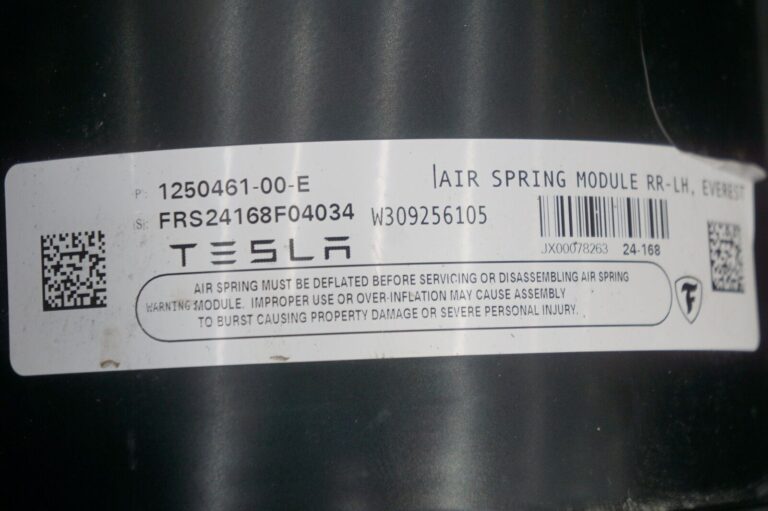 P: 1250461-00-E
AIR SPRING MODULE RR-LH, EVEREST
(S): FRS24168F04034 W309256105
JX00078263 24-168
TESLA
WARNING: AIR SPRING MUST BE DEFLATED BEFORE SERVICING OR DISASSEMBLING AIR SPRING
MODULE. IMPROPER USE OR OVER-INFLATION MAY CAUSE ASSEMBLY
TO BURST CAUSING PROPERTY DAMAGE OR SEVERE PERSONAL INJURY.
F